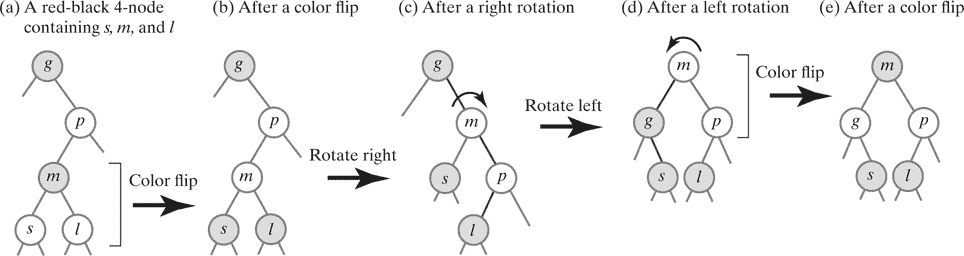 (a) A red-black 4-node
containing s, m, and l
(b) After a color flip
(c) After a right rotation
(d) After a left rotation
(e) After a color flip
g
p
m
s
l
Color flip
g
p
m
s
l
Rotate right
g
m
s
p
l
Rotate left
m
g
p
s
l
Color flip
m
g
p
s
l